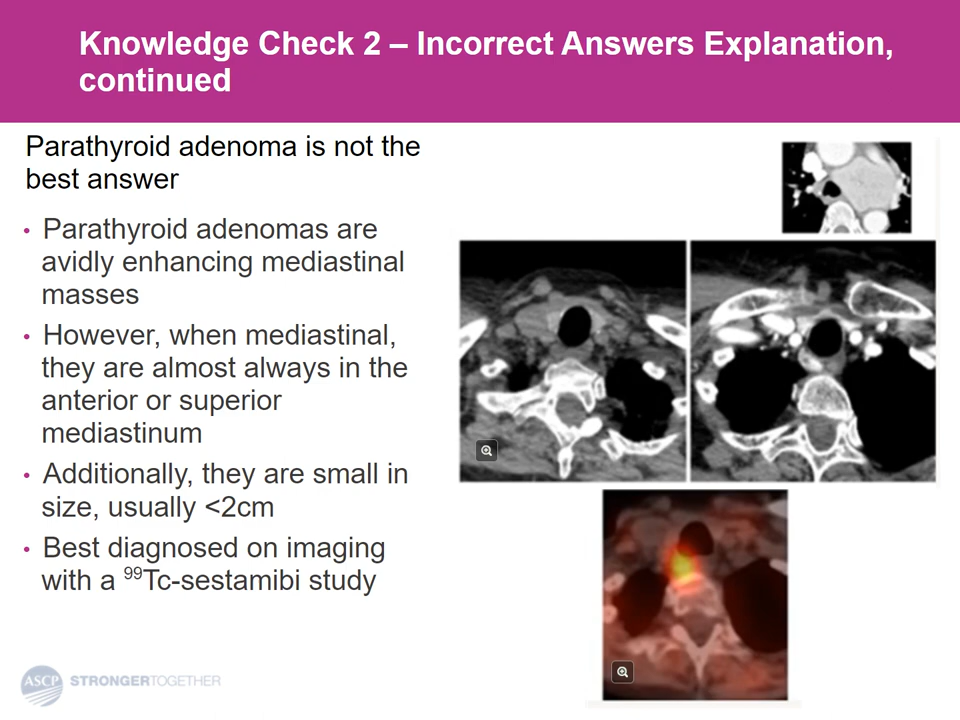 Knowledge Check 2 – Incorrect Answers Explanation,
continued
Parathyroid adenoma is not the
best answer
• Parathyroid adenomas are
avidly enhancing mediastinal
masses
• However, when mediastinal,
they are almost always in the
anterior or superior
mediastinum
• Additionally, they are small in
size, usually <2cm
• Best diagnosed on imaging
with a ⁹⁹Tc-sestamibi study
ASCP STRONGERTOGETHER